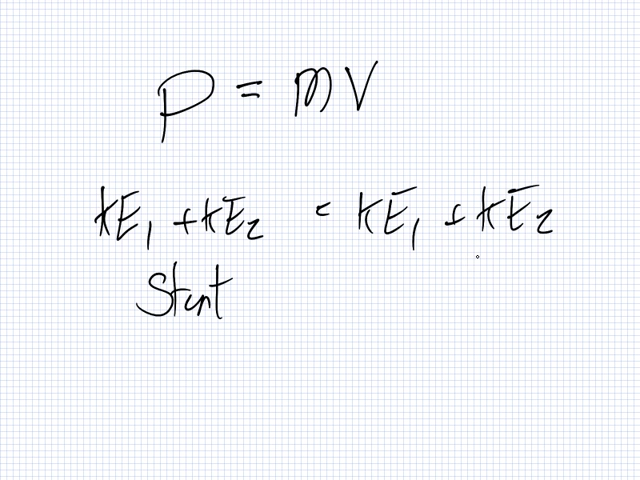 P = mV
KE₁ + KE₂ = KE₁ + KE₂
Start